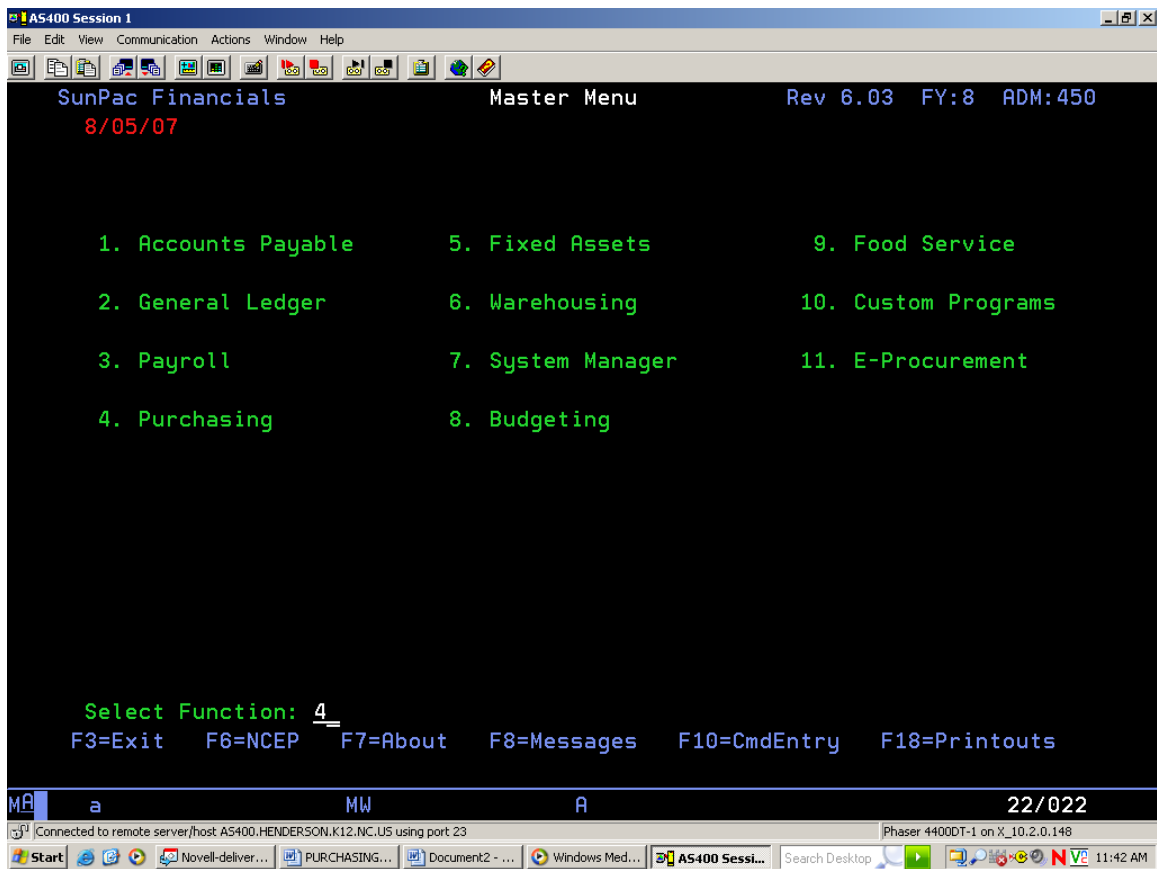 AS400 Session 1
File Edit View Communication Actions Window Help
SunPac Financials Master Menu Rev 6.03 FY:8 ADM:450
8/05/07
1. Accounts Payable 5. Fixed Assets 9. Food Service
2. General Ledger 6. Warehousing 10. Custom Programs
3. Payroll 7. System Manager 11. E-Procurement
4. Purchasing 8. Budgeting
Select Function: 4_
F3=Exit F6=NCEP F7=About F8=Messages F10=CmdEntry F18=Printouts
MA a MW A 22/022
Connected to remote server/host AS400.HENDERSON.K12.NC.US using port 23 Phaser 4400DT-1 on X_10.2.0.148
Start Novell-deliver... PURCHASING... Document2 - ... Windows Med... AS400 Sessi... Search Desktop N V2 11:42 AM